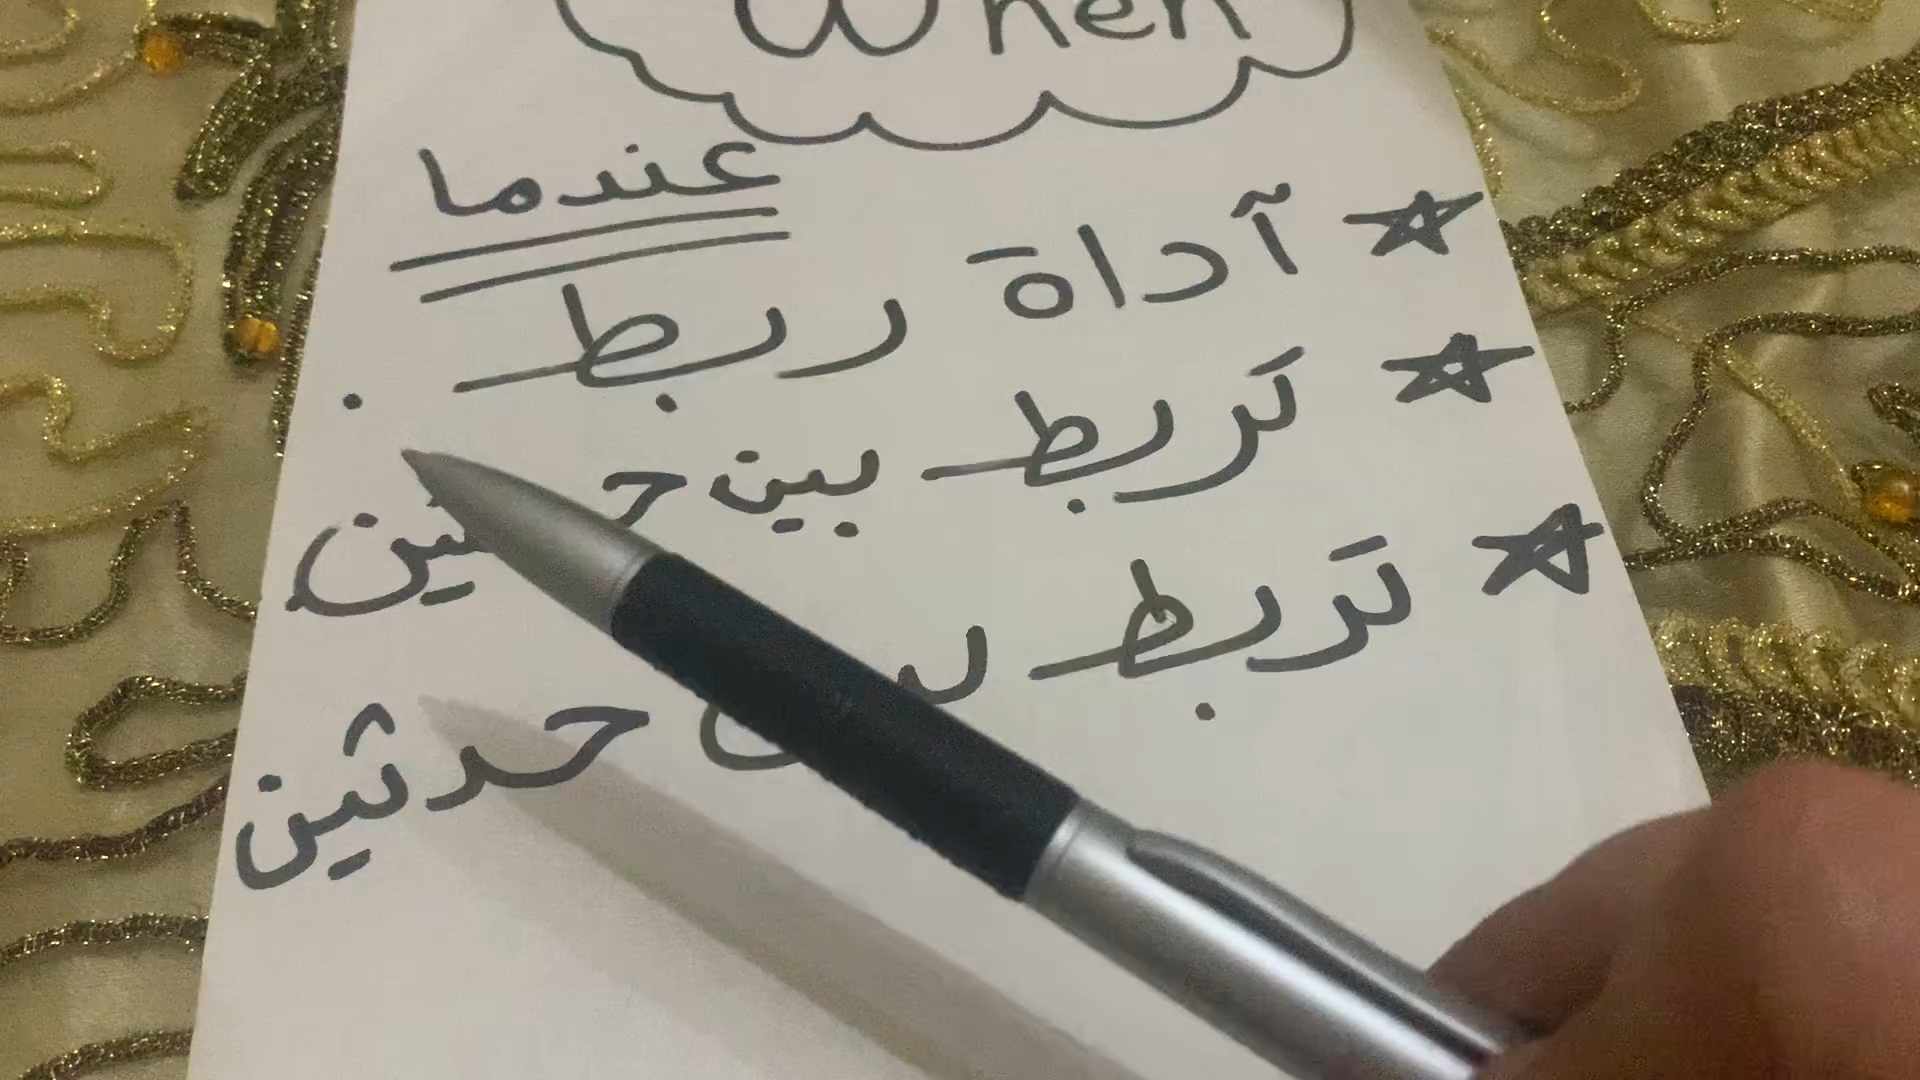 When
عندما
آداة ربط
تربط بين
تربط حدثين